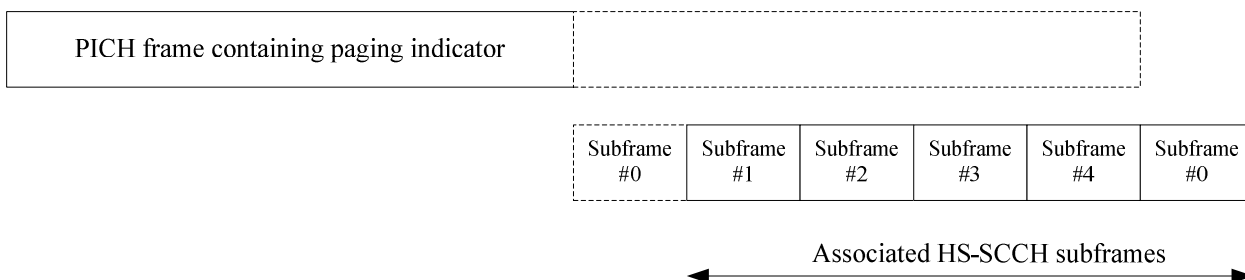 PICH frame containing paging indicator
Subframe
#0
Subframe
#1
Subframe
#2
Subframe
#3
Subframe
#4
Subframe
#0
Associated HS-SCCH subframes